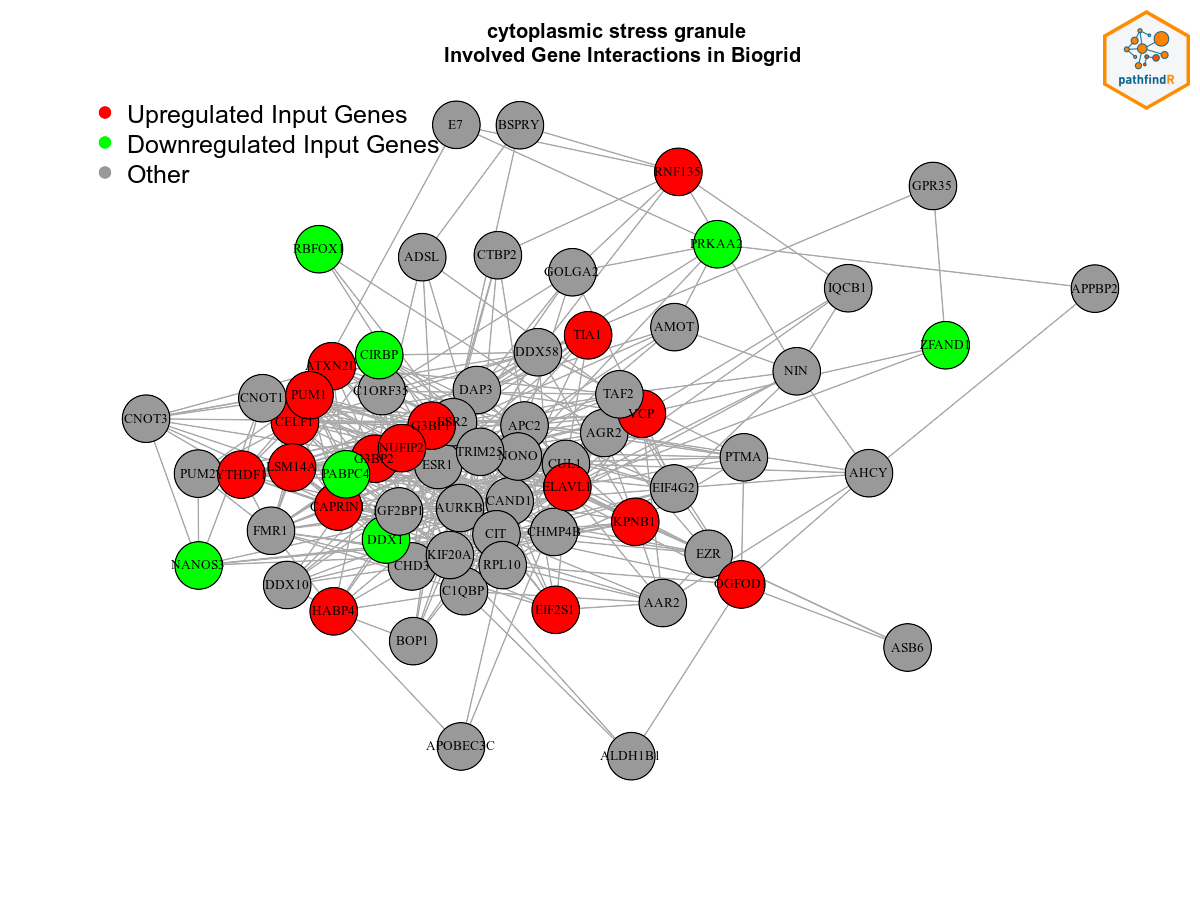 cytoplasmic stress granule
Involved Gene Interactions in Biogrid
pathfindR
Upregulated Input Genes
Downregulated Input Genes
Other
E7
BSPRY
RNF135
GPR35
RBFOX1
ADSL
CTBP2
PRKAA2
GOLGA2
IQCB1
APPBP2
AMOT
TIA1
ZFAND1
CIRBP
DDX58
ATXN2L
NIN
C1ORF35
DAP3
TAF2
PUM1
CNOT1
CNOT3
CELF1
VCP
G3BP1
ESR2
APC2
AGR2
NUFIP2
TRIM25
NONO
G3BP2
ESR1
CUL1
PTMA
LSM14A
YTHDF1
PUM2
PABPC4
AHCY
ELAVL1
EIF4G2
CAND1
CAPRIN1
AURKB
GF2BP1
KPNB1
FMR1
CIT
CHMP4B
DDX1
KIF20A
EZR
NANOS3
CHD3
RPL10
DDX10
OGFOD1
C1QBP
AAR2
HABP4
EIF2S1
BOP1
ASB6
APOBEC3C
ALDH1B1